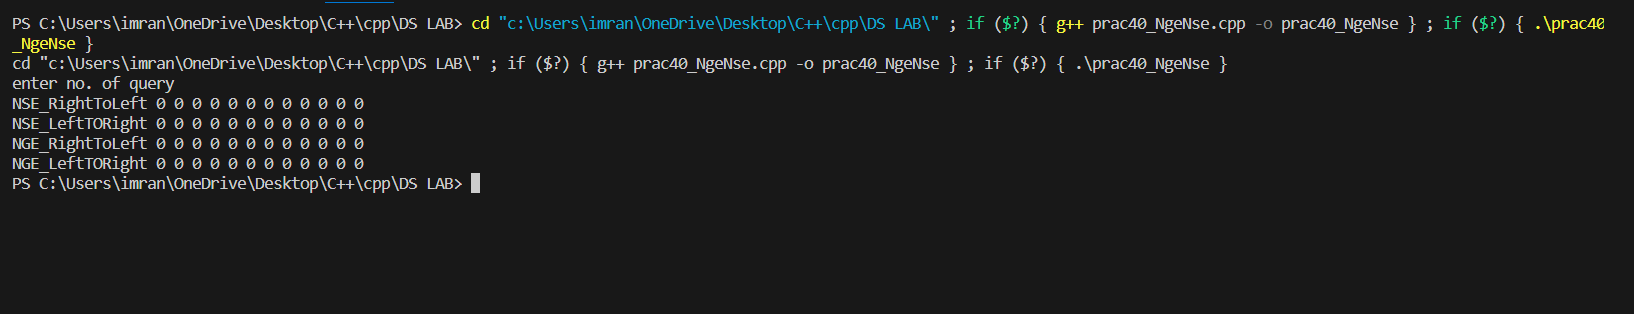 PS C:\Users\imran\OneDrive\Desktop\C++\cpp\DS LAB> cd "c:\Users\imran\OneDrive\Desktop\C++\cpp\DS LAB\" ; if ($?) { g++ prac40_NgeNse.cpp -o prac40_NgeNse } ; if ($?) { .\prac40
_NgeNse }
cd "c:\Users\imran\OneDrive\Desktop\C++\cpp\DS LAB\" ; if ($?) { g++ prac40_NgeNse.cpp -o prac40_NgeNse } ; if ($?) { .\prac40_NgeNse }
enter no. of query
NSE_RightToLeft 0 0 0 0 0 0 0 0 0 0 0 0
NSE_LeftTORight 0 0 0 0 0 0 0 0 0 0 0 0
NGE_RightToLeft 0 0 0 0 0 0 0 0 0 0 0 0
NGE_LeftTORight 0 0 0 0 0 0 0 0 0 0 0 0
PS C:\Users\imran\OneDrive\Desktop\C++\cpp\DS LAB>